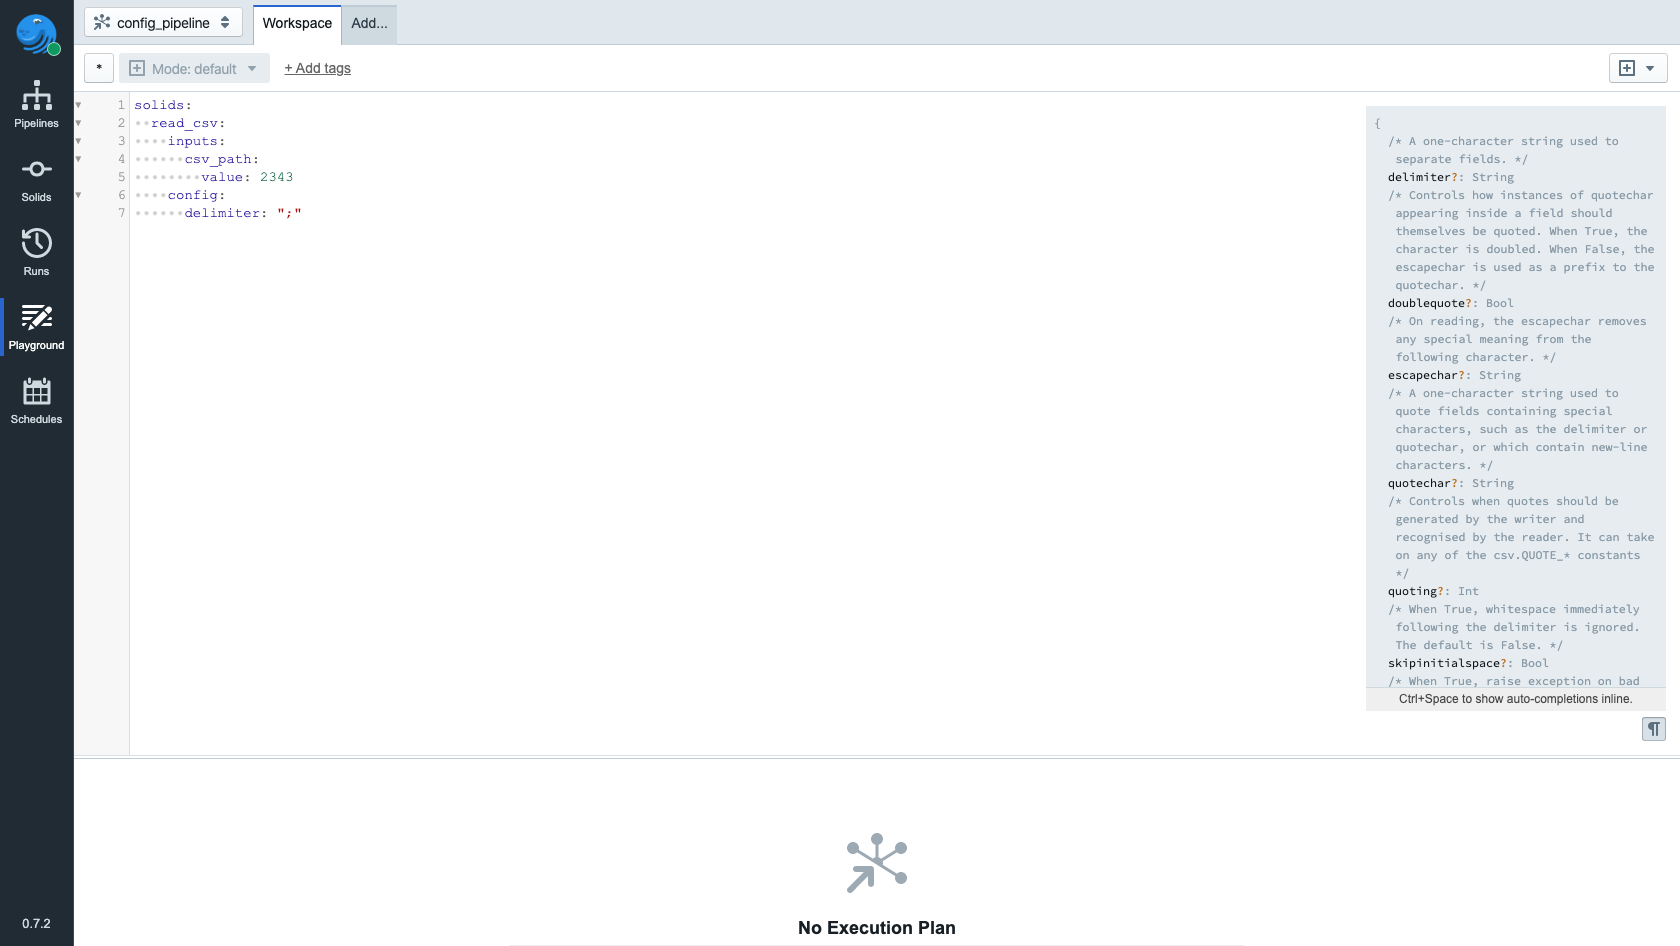 config_pipeline
Workspace
Add...
*
Mode: default
+ Add tags
Pipelines
Solids
Runs
Playground
Schedules
0.7.2
1 solids:
2 read_csv:
3 inputs:
4 csv_path:
5 value: 2343
6 config:
7 delimiter: ";"
{
/* A one-character string used to
separate fields. */
delimiter?: String
/* Controls how instances of quotechar
appearing inside a field should
themselves be quoted. When True, the
character is doubled. When False, the
escapechar is used as a prefix to the
quotechar. */
doublequote?: Bool
/* On reading, the escapechar removes
any special meaning from the
following character. */
escapechar?: String
/* A one-character string used to
quote fields containing special
characters, such as the delimiter or
quotechar, or which contain new-line
characters. */
quotechar?: String
/* Controls when quotes should be
generated by the writer and
recognised by the reader. It can take
on any of the csv.QUOTE_* constants
*/
quoting?: Int
/* When True, whitespace immediately
following the delimiter is ignored.
The default is False. */
skipinitialspace?: Bool
/* When True, raise exception on bad
Ctrl+Space to show auto-completions inline.
¶
No Execution Plan